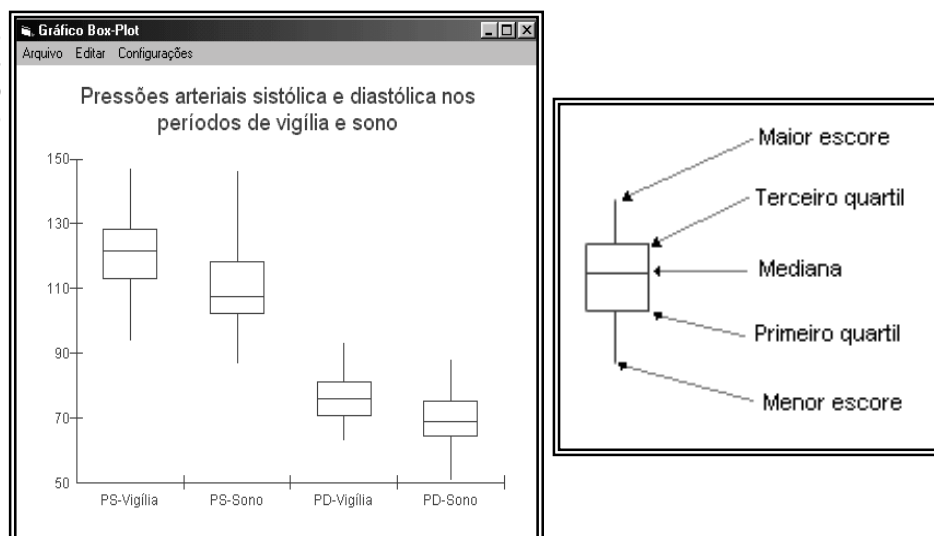 Gráfico Box-Plot
Arquivo Editar Configurações
Pressões arteriais sistólica e diastólica nos
períodos de vigília e sono
150
130
110
90
70
50
PS-Vigília PS-Sono PD-Vigília PD-Sono
Maior escore
Terceiro quartil
Mediana
Primeiro quartil
Menor escore